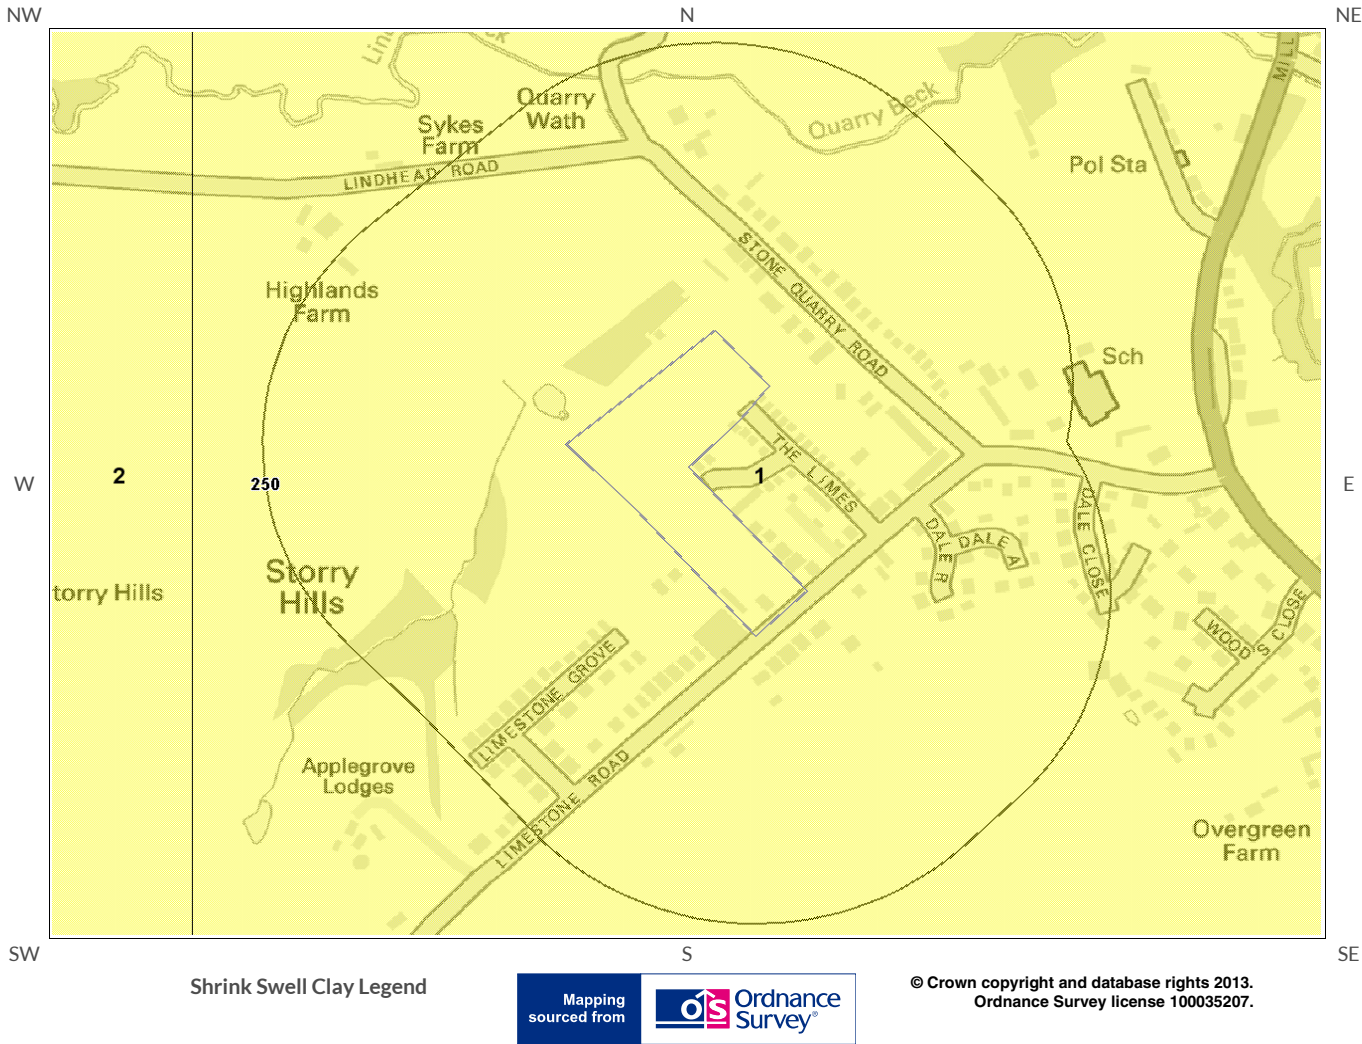 NW
N
NE
Quarry
Wath
Sykes
Farm
Quarry Beck
MILL
Pol Sta
LINDHEAD ROAD
STONE QUARRY ROAD
Highlands
Farm
Sch
THE LIMES
W
2
250
1
E
DALE R
DALE A
DALE CLOSE
Storry
Hills
torry Hills
WOOD
S CLOSE
LIMESTONE GROVE
Applegrove
Lodges
LIMESTONE ROAD
Overgreen
Farm
SW
S
SE
Shrink Swell Clay Legend
Mapping
sourced from
OS
Ordnance
Survey®
© Crown copyright and database rights 2013.
Ordnance Survey license 100035207.